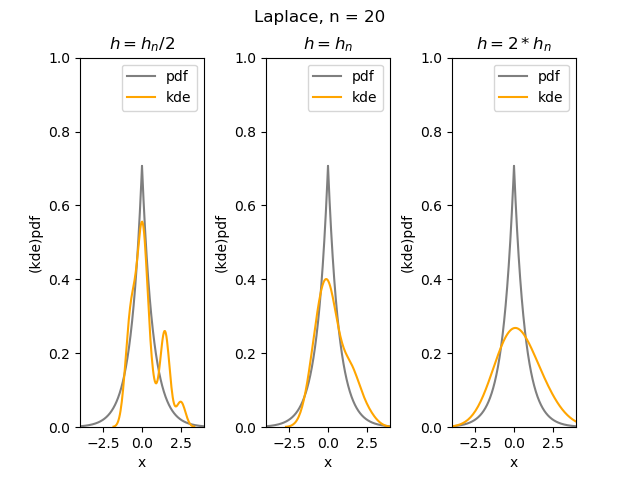 Laplace, n = 20
h = h_n/2
h = h_n
h = 2 * h_n
pdf
kde
pdf
kde
pdf
kde
(kde)pdf
(kde)pdf
(kde)pdf
1.0
0.8
0.6
0.4
0.2
0.0
1.0
0.8
0.6
0.4
0.2
0.0
1.0
0.8
0.6
0.4
0.2
0.0
−2.5 0.0 2.5
−2.5 0.0 2.5
−2.5 0.0 2.5
x
x
x